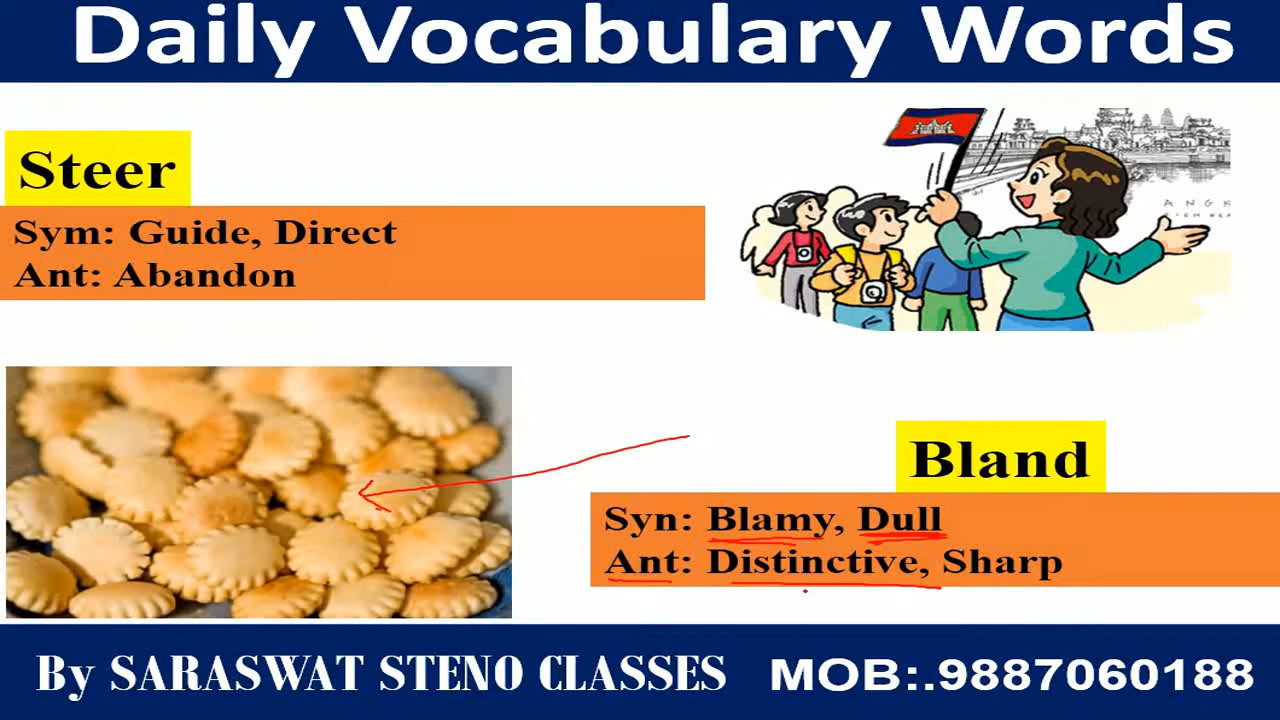 Daily Vocabulary Words
Steer
Sym: Guide, Direct
Ant: Abandon
ANGK
Bland
Syn: Blamy, Dull
Ant: Distinctive, Sharp
By SARASWAT STENO CLASSES MOB:.9887060188